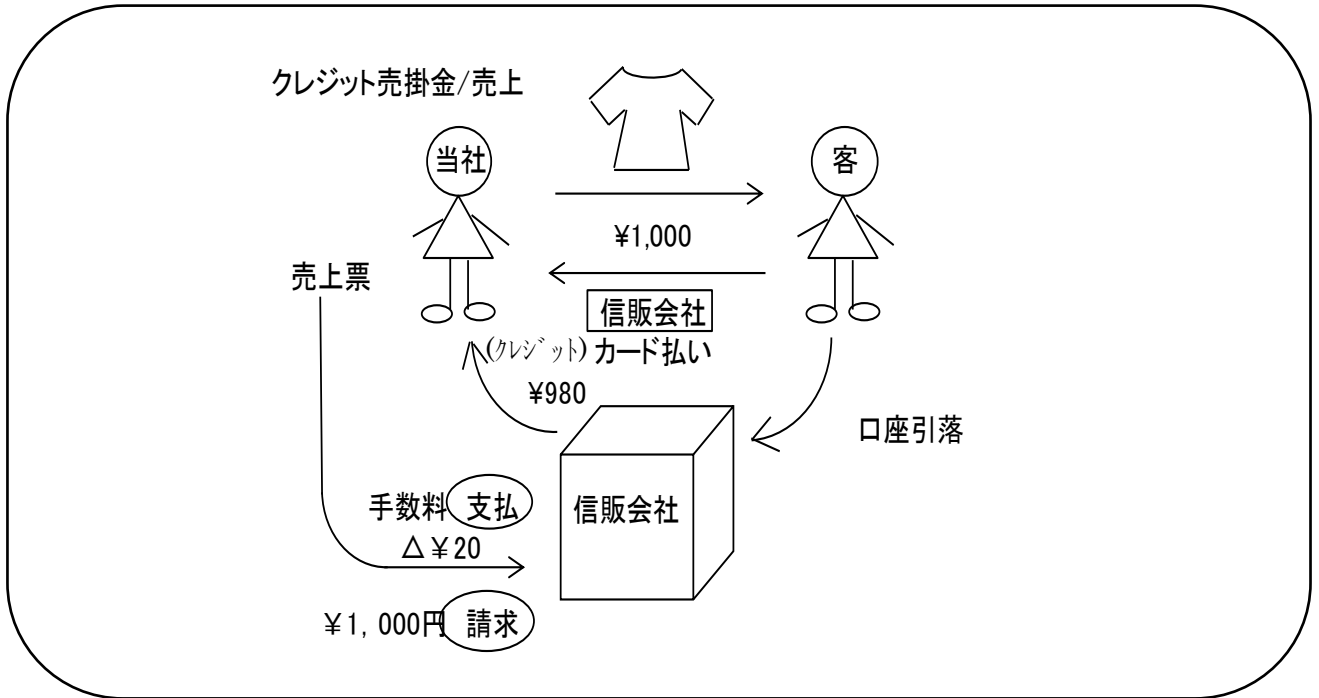 クレジット売掛金/売上
当社
客
¥1,000
売上票
信販会社
(クレジット) カード払い
¥980
口座引落
手数料 支払
信販会社
△￥20
￥1, 000円 請求